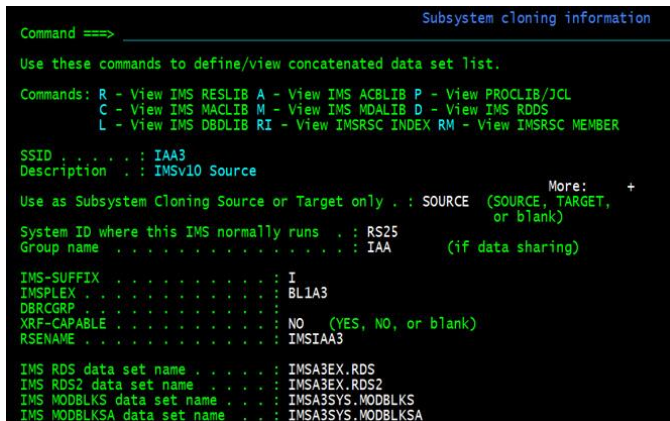 Subsystem cloning information
Command ===>
Use these commands to define/view concatenated data set list.
Commands: R - View IMS RESLIB A - View IMS ACBLIB P - View PROCLIB/JCL
C - View IMS MACLIB M - View IMS MDALIB D - View IMS RDDS
L - View IMS DBDLIB RI - View IMSRSC INDEX RM - View IMSRSC MEMBER
SSID . . . . . : IAA3
Description . : IMSv10 Source
More: +
Use as Subsystem Cloning Source or Target only . : SOURCE (SOURCE, TARGET,
or blank)
System ID where this IMS normally runs . : RS25
Group name . . . . . . . . . . . . . . . : IAA (if data sharing)
IMS-SUFFIX . . . . . . . . . . . : I
IMSPLEX . . . . . . . . . . . . : BL1A3
DBRCGRP . . . . . . . . . . . . :
XRF-CAPABLE . . . . . . . . . . : NO (YES, NO, or blank)
RSENAME . . . . . . . . . . . . : IMSIAA3
IMS RDS data set name . . . . . : IMSA3EX.RDS
IMS RDS2 data set name . . . . : IMSA3EX.RDS2
IMS MODBLKS data set name . . . : IMSA3SYS.MODBLKS
IMS MODBLKSA data set name . . : IMSA3SYS.MODBLKSA